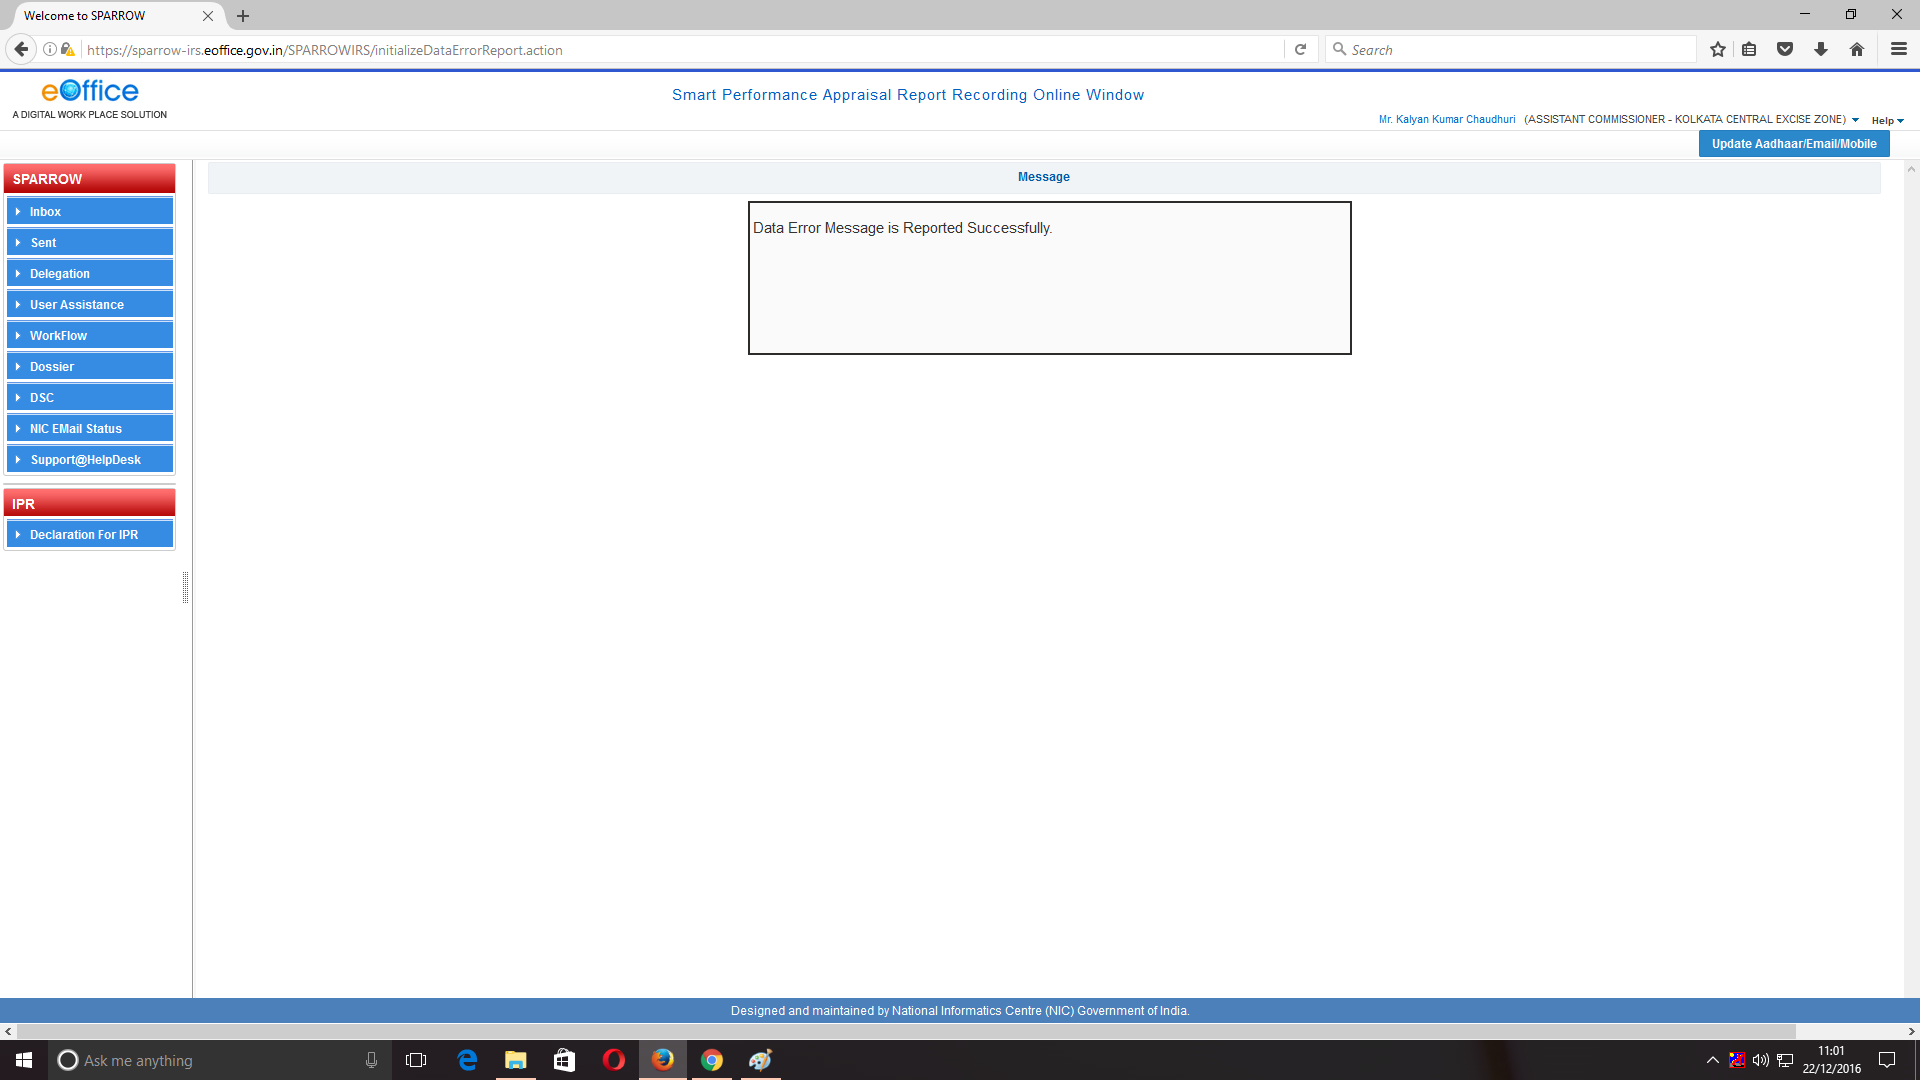 Welcome to SPARROW
https://sparrow-irs.eoffice.gov.in/SPARROWIRS/initializeDataErrorReport.action
Search
eOffice
A DIGITAL WORK PLACE SOLUTION
Smart Performance Appraisal Report Recording Online Window
Mr. Kalyan Kumar Chaudhuri (ASSISTANT COMMISSIONER - KOLKATA CENTRAL EXCISE ZONE) Help
Update Aadhaar/Email/Mobile
SPARROW
Inbox
Sent
Delegation
User Assistance
WorkFlow
Dossier
DSC
NIC EMail Status
Support@HelpDesk
IPR
Declaration For IPR
Message
Data Error Message is Reported Successfully.
Designed and maintained by National Informatics Centre (NIC) Government of India.
Ask me anything
11:01
22/12/2016